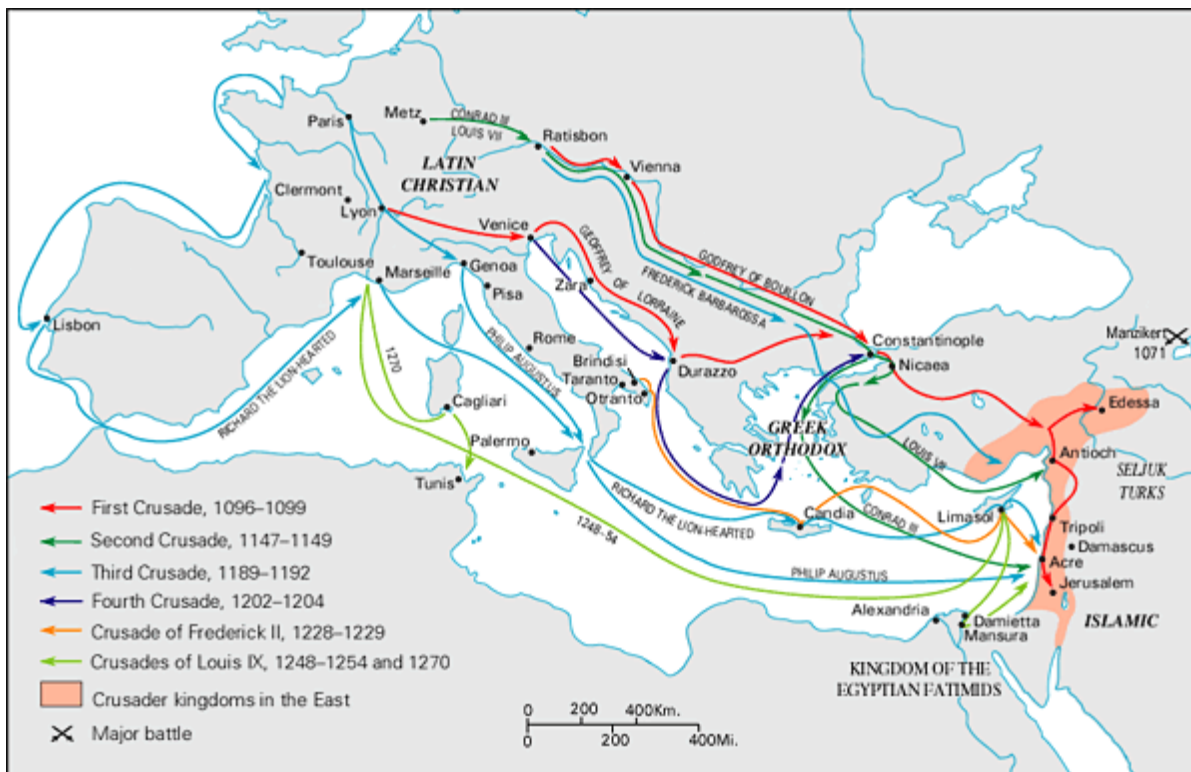 Paris
Metz
CONRAD III
LOUIS VII
Ratisbon
LATIN
CHRISTIAN
Vienna
Clermont
Lyon
Venice
GEOFFREY OF LORRAINE
GODFREY OF BOUILLON
FREDERICK BARBAROSSA
Toulouse
Marseille
Genoa
Pisa
Zara
Lisbon
RICHARD THE LION-HEARTED
1270
PHILIP AUGUSTUS
Rome
Brindisi
Taranto
Otranto
Durazzo
Constantinople
Nicaea
Manzikert
1071
Edessa
Cagliari
Palermo
Tunis
GREEK
ORTHODOX
LOUIS VII
Antioch
SELJUK
TURKS
RICHARD THE LION-HEARTED
1248–54
Candia
CONRAD III
Limasol
Tripoli
Damascus
PHILIP AUGUSTUS
Acre
Jerusalem
Alexandria
Damietta
Mansura
ISLAMIC
KINGDOM OF THE
EGYPTIAN FATIMIDS
First Crusade, 1096–1099
Second Crusade, 1147–1149
Third Crusade, 1189–1192
Fourth Crusade, 1202–1204
Crusade of Frederick II, 1228–1229
Crusades of Louis IX, 1248–1254 and 1270
Crusader kingdoms in the East
Major battle
0 200 400Km.
0 200 400Mi.